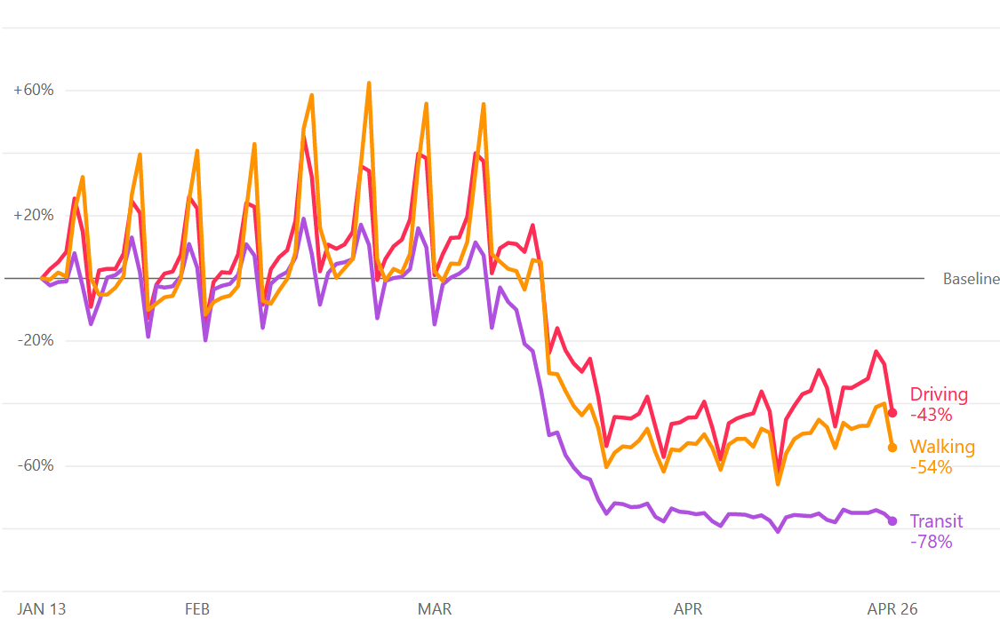 +60%
+20%
Baseline
-20%
Driving
-43%
Walking
-60%
-54%
Transit
-78%
JAN 13 FEB MAR APR APR 26